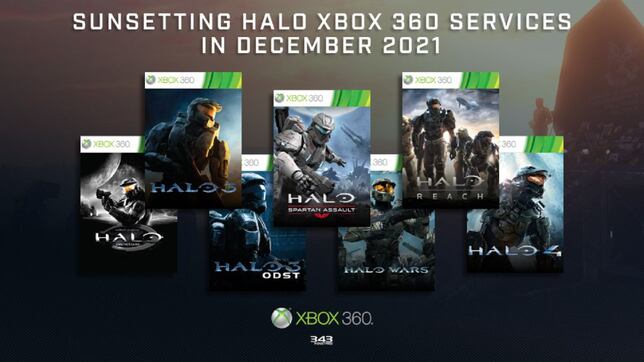 SUNSETTING HALO XBOX 360 SERVICES
IN DECEMBER 2021
XBOX 360
HALO 3
XBOX 360
HALO
SPARTAN ASSAULT
XBOX 360
HALO
REACH
XBOX 360
HALO
60
HALO 3
ODST
360
HALO WARS
XBOX 360
HALO 4
XBOX 360
343